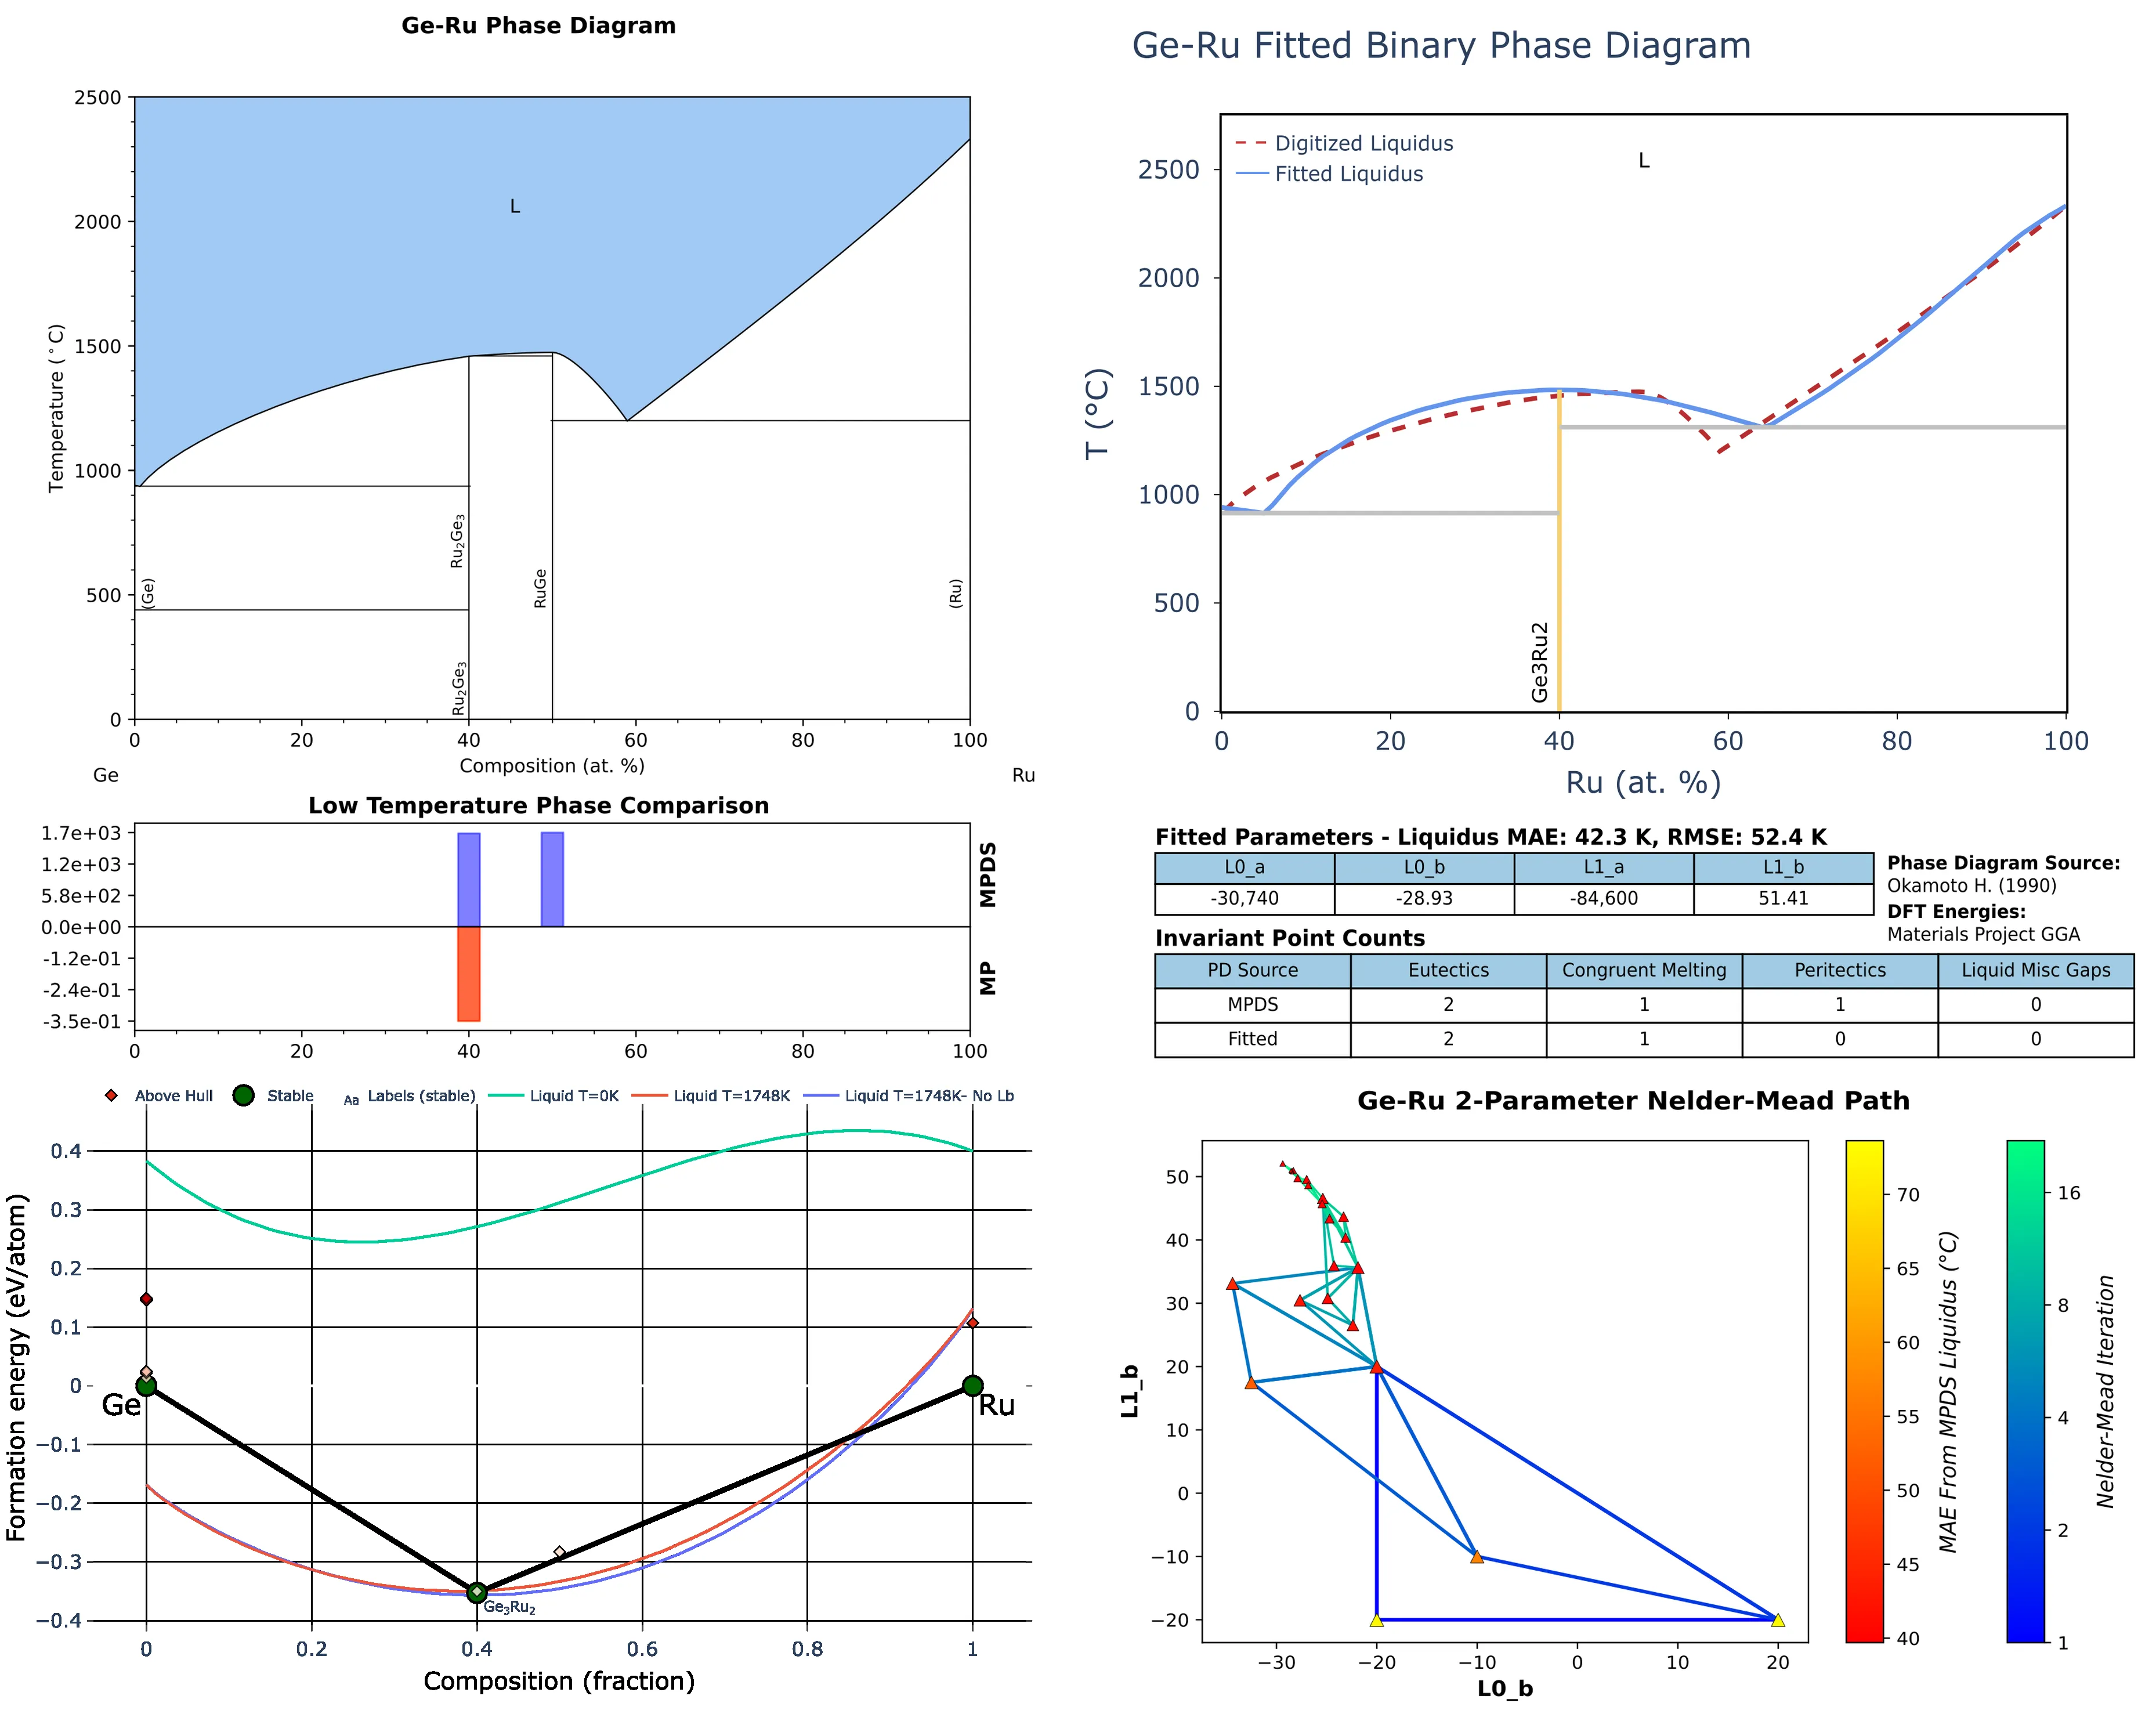 Ge-Ru Phase Diagram
2500
2000
1500
1000
500
0
Temperature (°C)
L
(Ge)
Ru2Ge3
Ru2Ge3
RuGe
(Ru)
0 20 40 60 80 100
Composition (at. %)
Ge Ru
Low Temperature Phase Comparison
1.7e+03
1.2e+03
5.8e+02
0.0e+00
-1.2e-01
-2.4e-01
-3.5e-01
MPDS
MP
0 20 40 60 80 100
Above Hull Stable Aa Labels (stable) Liquid T=0K Liquid T=1748K Liquid T=1748K- No Lb
0.4
0.3
0.2
0.1
0
−0.1
−0.2
−0.3
−0.4
Formation energy (eV/atom)
Ge
Ru
Ge3Ru2
0 0.2 0.4 0.6 0.8 1
Composition (fraction)
Ge-Ru Fitted Binary Phase Diagram
Digitized Liquidus
Fitted Liquidus
L
2500
2000
1500
1000
500
0
T (°C)
Ge3Ru2
0 20 40 60 80 100
Ru (at. %)
Fitted Parameters - Liquidus MAE: 42.3 K, RMSE: 52.4 K
L0_a L0_b L1_a L1_b
-30,740 -28.93 -84,600 51.41
Phase Diagram Source:
Okamoto H. (1990)
DFT Energies:
Materials Project GGA
Invariant Point Counts
PD Source Eutectics Congruent Melting Peritectics Liquid Misc Gaps
MPDS 2 1 1 0
Fitted 2 1 0 0
Ge-Ru 2-Parameter Nelder-Mead Path
50
40
30
20
10
0
−10
−20
L1_b
−30 −20 −10 0 10 20
L0_b
70
65
60
55
50
45
40
MAE From MPDS Liquidus (°C)
16
8
4
2
1
Nelder-Mead Iteration